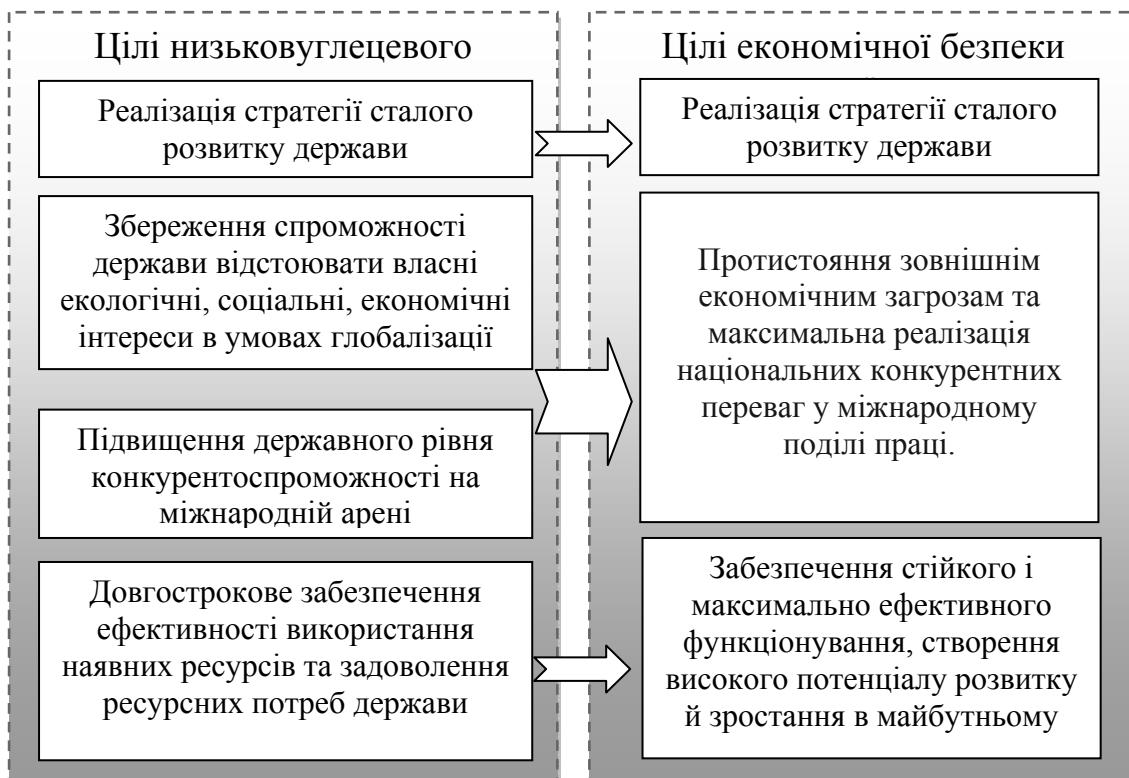 Цілі низьковуглецевого
Реалізація стратегії сталого
розвитку держави
Збереження спроможності
держави відстоювати власні
екологічні, соціальні, економічні
інтереси в умовах глобалізації
Підвищення державного рівня
конкурентоспроможності на
міжнародній арені
Довгострокове забезпечення
ефективності використання
наявних ресурсів та задоволення
ресурсних потреб держави
Цілі економічної безпеки
Реалізація стратегії сталого
розвитку держави
Протистояння зовнішнім
економічним загрозам та
максимальна реалізація
національних конкурентних
переваг у міжнародному
поділі праці.
Забезпечення стійкого і
максимально ефективного
функціонування, створення
високого потенціалу розвитку
й зростання в майбутньому